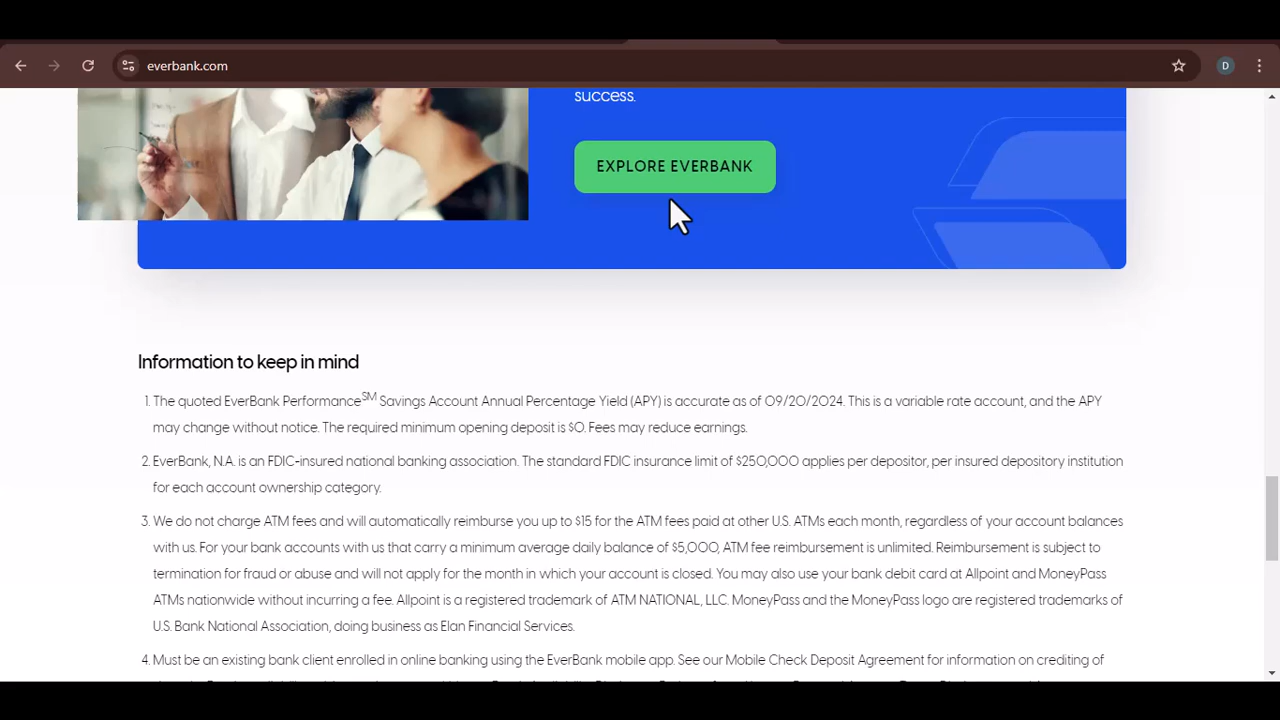 everbank.com
D
success.
EXPLORE EVERBANK
Information to keep in mind
1. The quoted EverBank PerformanceSM Savings Account Annual Percentage Yield (APY) is accurate as of 09/20/2024. This is a variable rate account, and the APY
may change without notice. The required minimum opening deposit is $0. Fees may reduce earnings.
2. EverBank, N.A. is an FDIC-insured national banking association. The standard FDIC insurance limit of $250,000 applies per depositor, per insured depository institution
for each account ownership category.
3. We do not charge ATM fees and will automatically reimburse you up to $15 for the ATM fees paid at other U.S. ATMs each month, regardless of your account balances
with us. For your bank accounts with us that carry a minimum average daily balance of $5,000, ATM fee reimbursement is unlimited. Reimbursement is subject to
termination for fraud or abuse and will not apply for the month in which your account is closed. You may also use your bank debit card at Allpoint and MoneyPass
ATMs nationwide without incurring a fee. Allpoint is a registered trademark of ATM NATIONAL, LLC. MoneyPass and the MoneyPass logo are registered trademarks of
U.S. Bank National Association, doing business as Elan Financial Services.
4. Must be an existing bank client enrolled in online banking using the EverBank mobile app. See our Mobile Check Deposit Agreement for information on crediting of